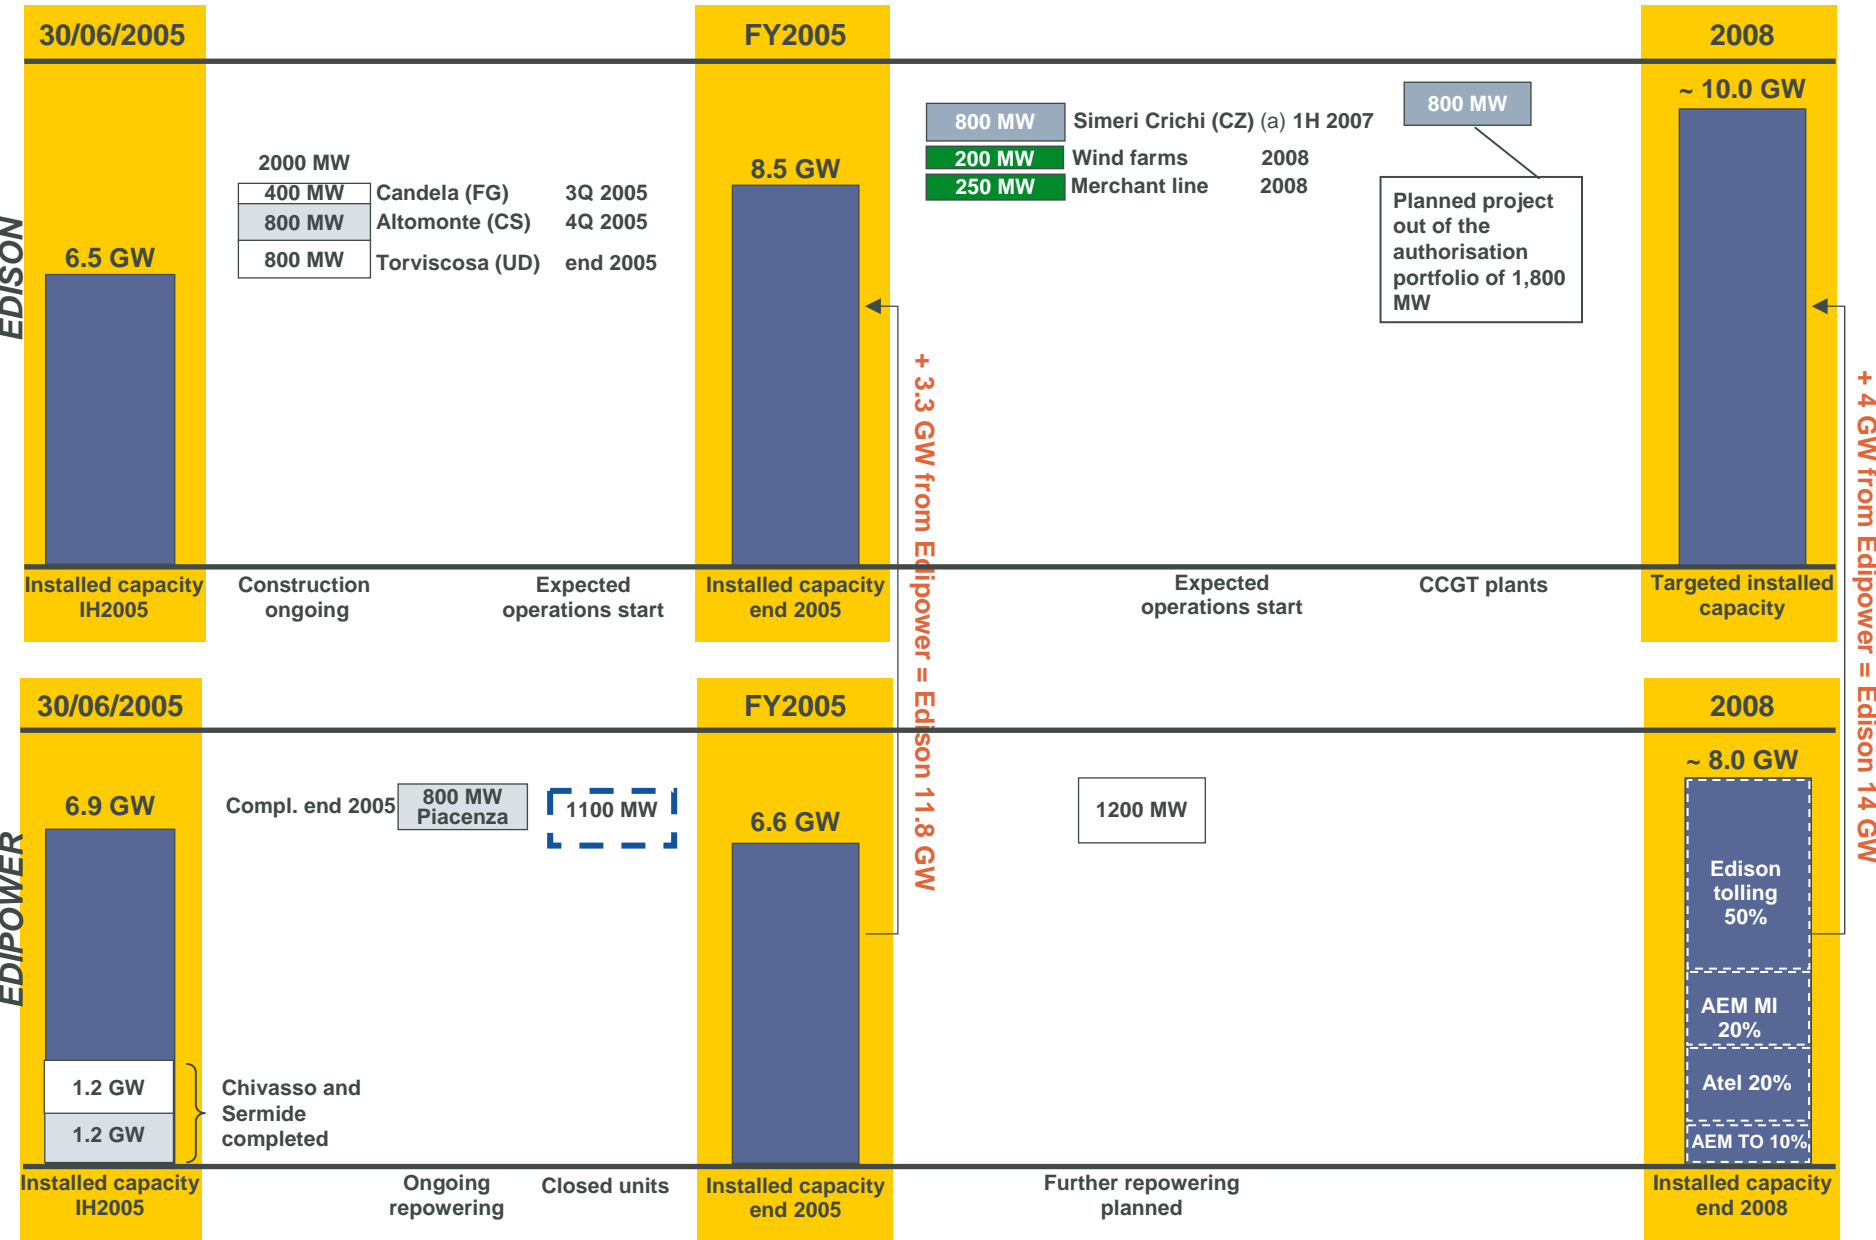 30/06/2005
FY2005
2008
EDISON
6.5 GW
2000 MW
400 MW Candela (FG) 3Q 2005
800 MW Altomonte (CS) 4Q 2005
800 MW Torviscosa (UD) end 2005
8.5 GW
800 MW Simeri Crichi (CZ) (a) 1H 2007
200 MW Wind farms 2008
250 MW Merchant line 2008
800 MW
Planned project
out of the
authorisation
portfolio of 1,800
MW
~ 10.0 GW
Installed capacity
IH2005
Construction
ongoing
Expected
operations start
Installed capacity
end 2005
Expected
operations start
CCGT plants
Targeted installed
capacity
+ 3.3 GW from Edipower = Edison 11.8 GW
+ 4 GW from Edipower = Edison 14 GW
30/06/2005
FY2005
2008
EDIPOWER
6.9 GW
1.2 GW
1.2 GW
Chivasso and
Sermide
completed
Compl. end 2005
800 MW
Piacenza
1100 MW
6.6 GW
1200 MW
~ 8.0 GW
Edison
tolling
50%
AEM MI
20%
Atel 20%
AEM TO 10%
Installed capacity
IH2005
Ongoing
repowering
Closed units
Installed capacity
end 2005
Further repowering
planned
Installed capacity
end 2008